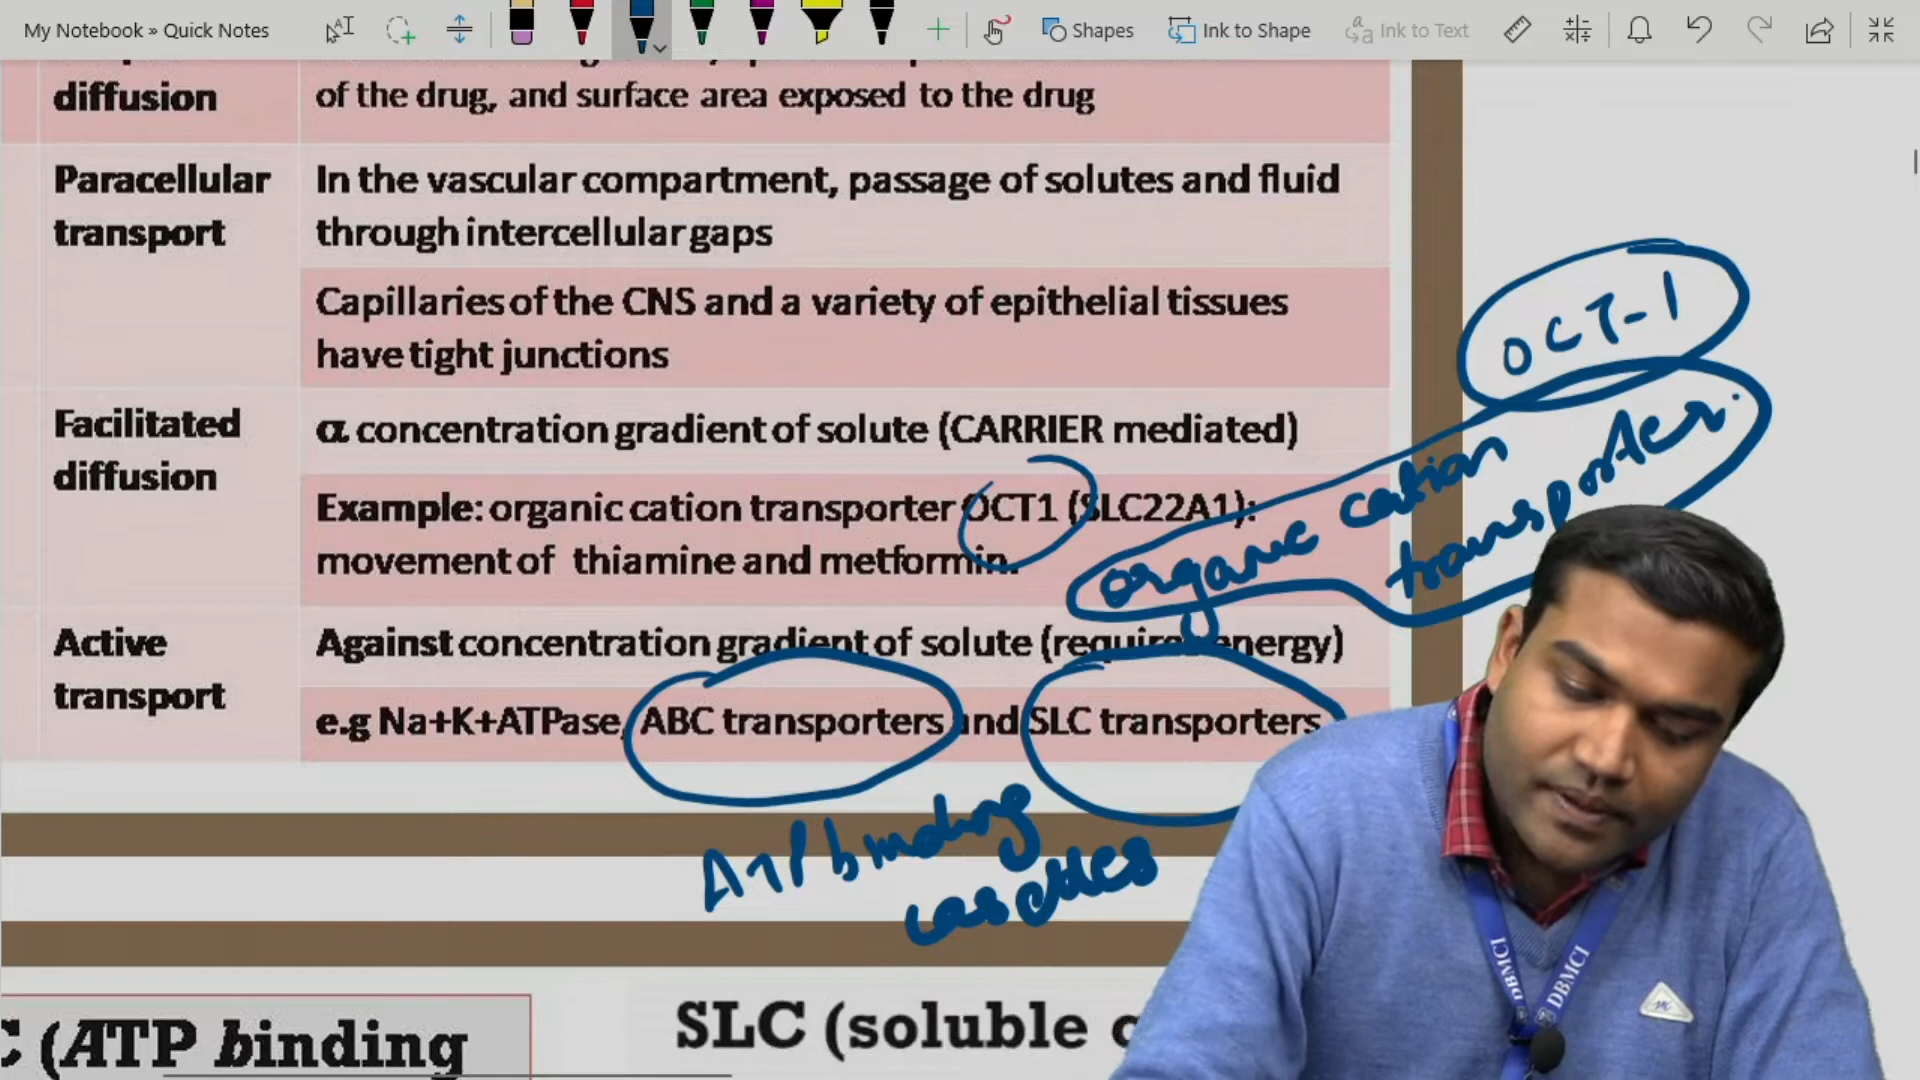 My Notebook » Quick Notes
Shapes
Ink to Shape
Ink to Text
diffusion
of the drug, and surface area exposed to the drug
Paracellular transport
In the vascular compartment, passage of solutes and fluid
through intercellular gaps
Capillaries of the CNS and a variety of epithelial tissues
have tight junctions
OCT-1
Facilitated diffusion
α concentration gradient of solute (CARRIER mediated)
Example: organic cation transporter OCT1 (SLC22A1):
movement of thiamine and metformin.
organic cation
transporter.
Active transport
Against concentration gradient of solute (requires energy)
e.g Na+K+ATPase, ABC transporters and SLC transporters
ATP binding
C (ATP binding
SLC (soluble c
DBMCI
DBMCI